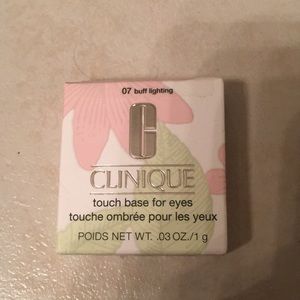 07 buff lighting
CLINIQUE
touch base for eyes
touche ombrée pour les yeux
POIDS NET WT. .03 OZ./1 g